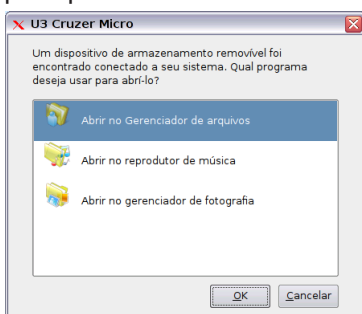 U3 Cruzer Micro
Um dispositivo de armazenamento removível foi
encontrado conectado a seu sistema. Qual programa
deseja usar para abrí-lo?
Abrir no Gerenciador de arquivos
Abrir no reprodutor de música
Abrir no gerenciador de fotografia
OK
Cancelar